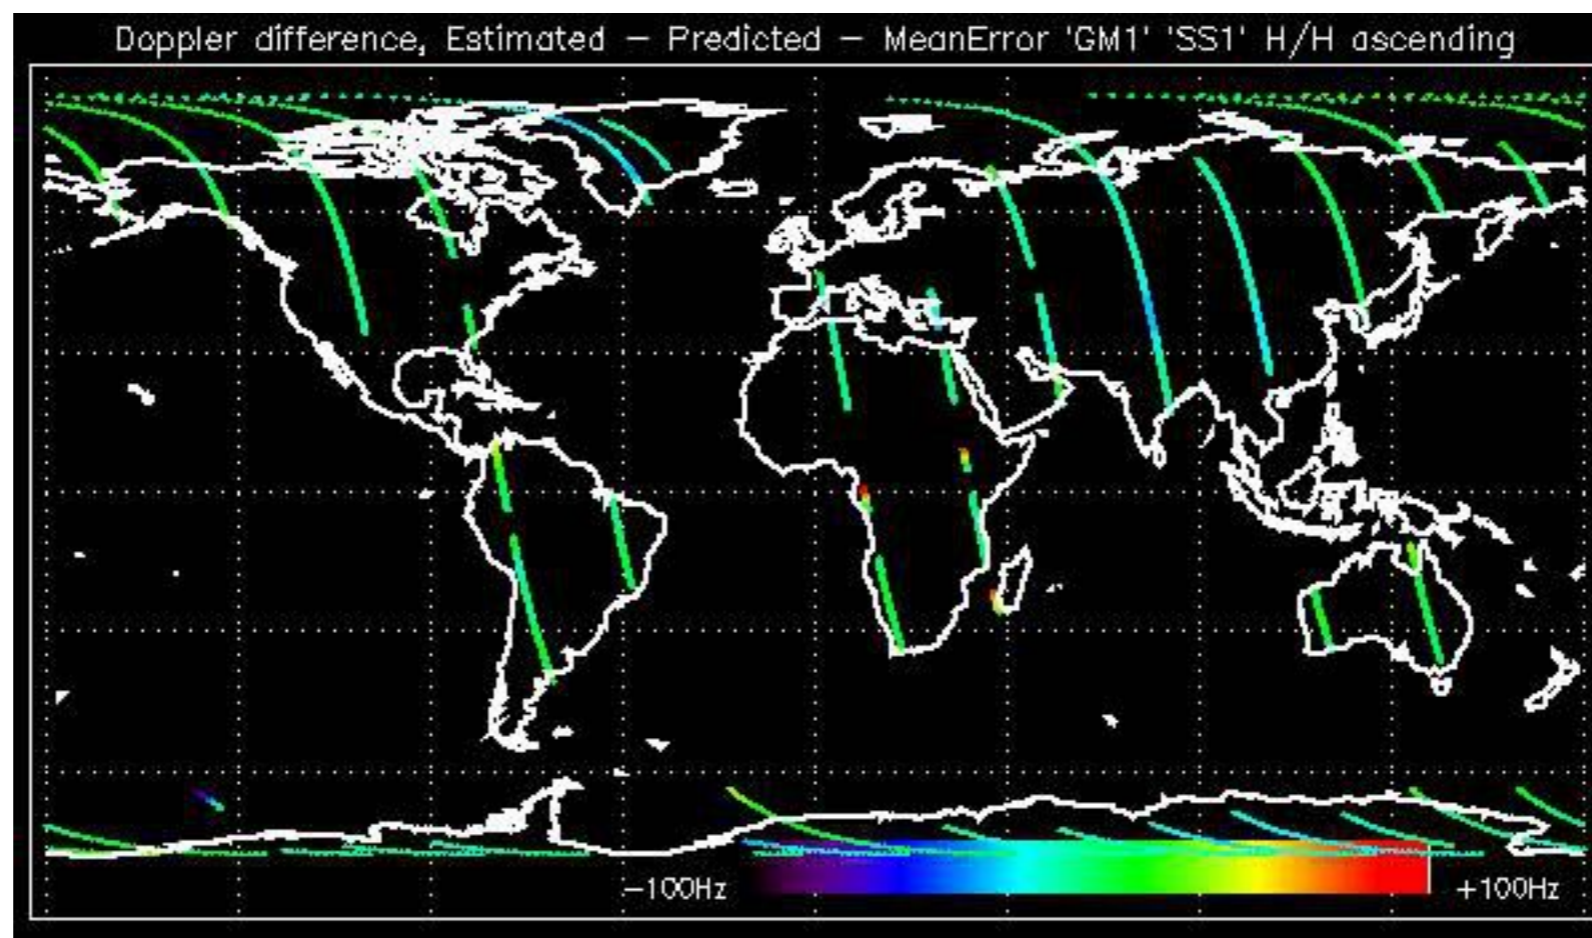 Doppler difference, Estimated – Predicted – MeanError 'GM1' 'SS1' H/H ascending
-100Hz +100Hz